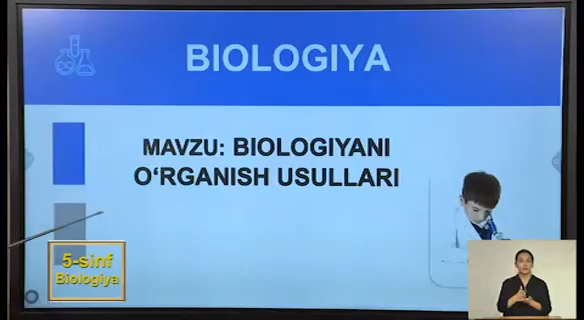 BIOLOGIYA
MAVZU: BIOLOGIYANI
O‘RGANISH USULLARI
5-sinf
Biologiya